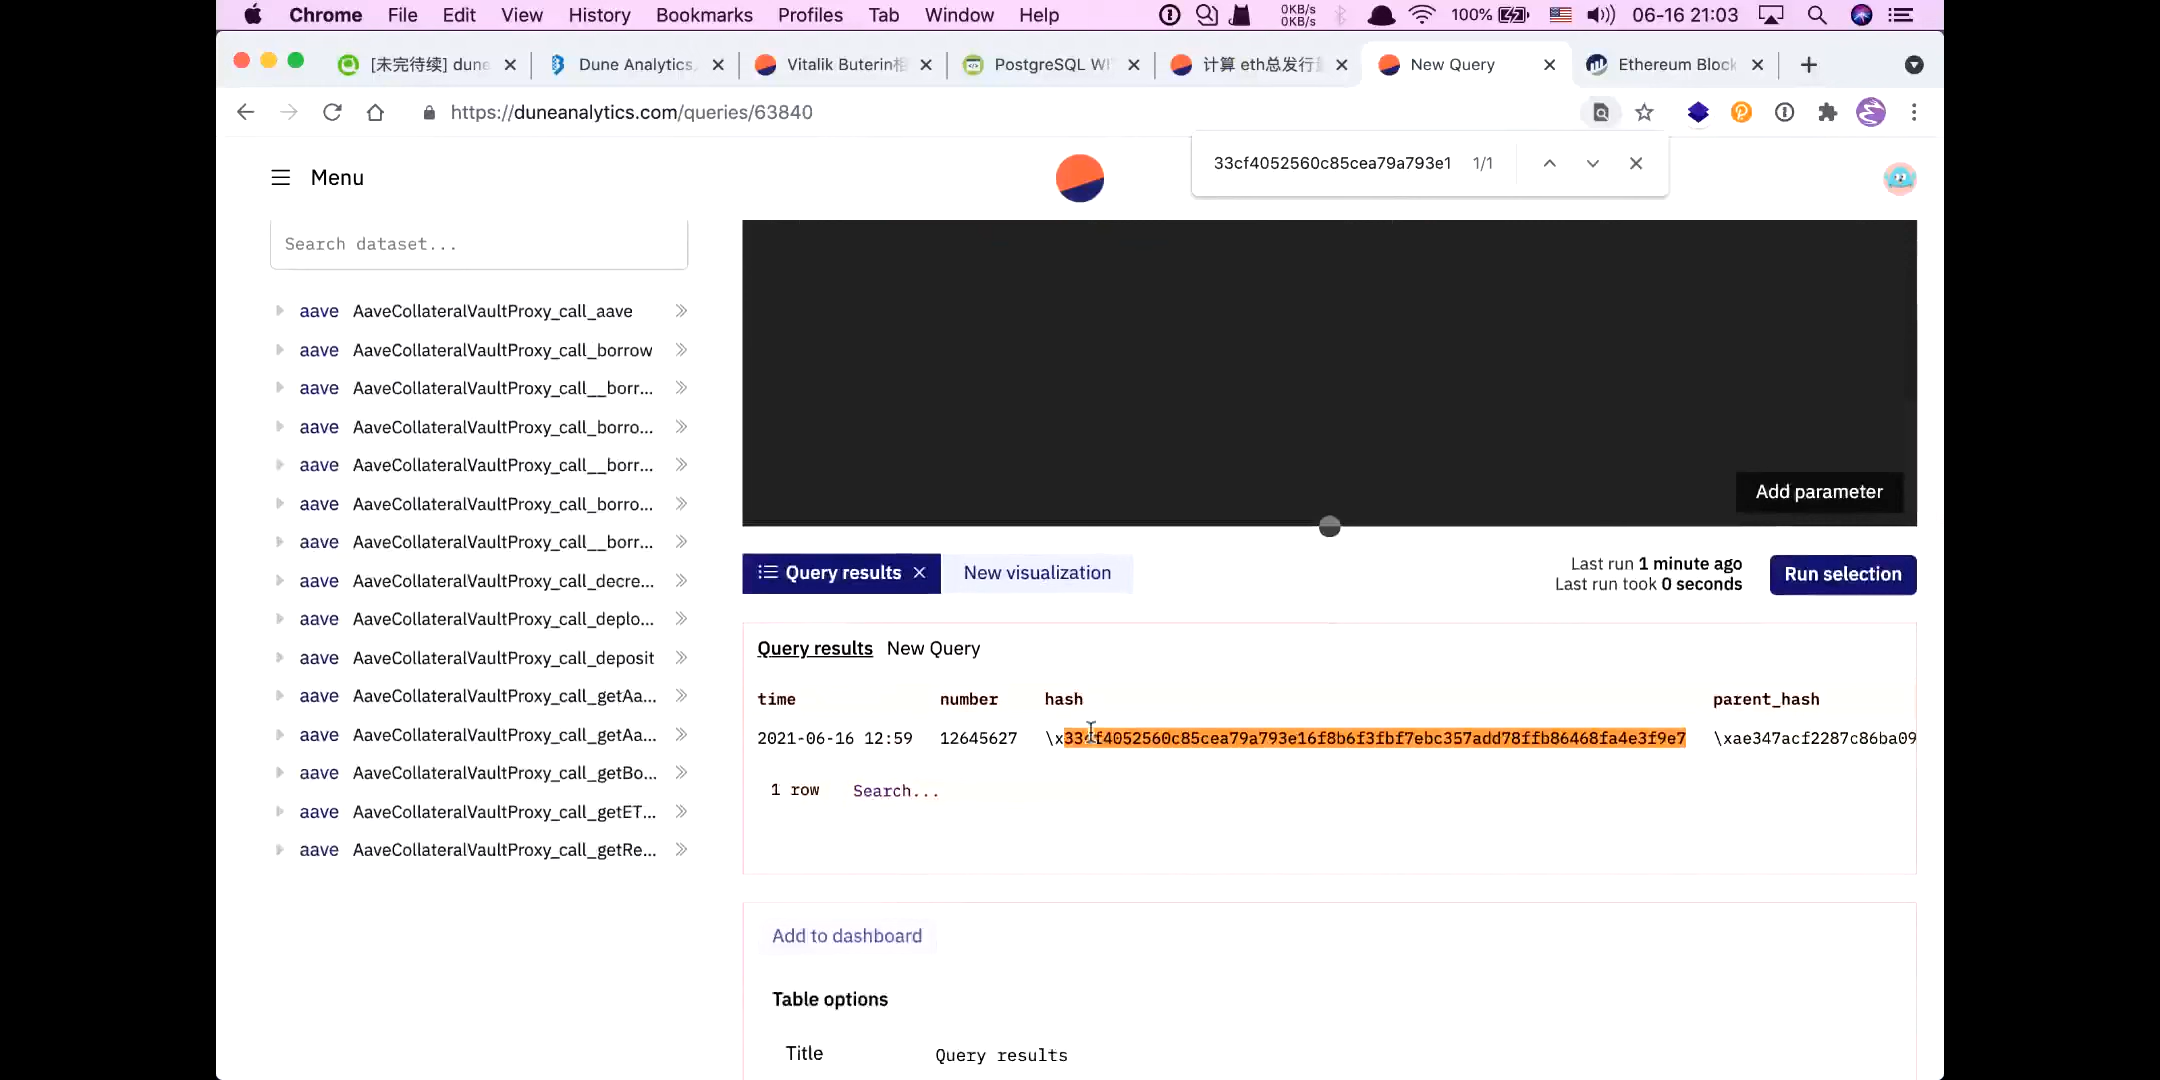 Chrome File Edit View History Bookmarks Profiles Tab Window Help 0KB/s 0KB/s 100% 06-16 21:03
[未完待续] dune Dune Analytics Vitalik Buterin PostgreSQL WI 计算 eth总发行 New Query Ethereum Block
https://duneanalytics.com/queries/63840
33cf4052560c85cea79a793e1 1/1
Menu
Search dataset...
aave AaveCollateralVaultProxy_call_aave
aave AaveCollateralVaultProxy_call_borrow
aave AaveCollateralVaultProxy_call__borr...
aave AaveCollateralVaultProxy_call_borro...
aave AaveCollateralVaultProxy_call__borr...
aave AaveCollateralVaultProxy_call_borro...
aave AaveCollateralVaultProxy_call__borr...
aave AaveCollateralVaultProxy_call_decre...
aave AaveCollateralVaultProxy_call_deplo...
aave AaveCollateralVaultProxy_call_deposit
aave AaveCollateralVaultProxy_call_getAa...
aave AaveCollateralVaultProxy_call_getAa...
aave AaveCollateralVaultProxy_call_getBo...
aave AaveCollateralVaultProxy_call_getET...
aave AaveCollateralVaultProxy_call_getRe...
Add parameter
Query results New visualization
Last run 1 minute ago
Last run took 0 seconds
Run selection
Query results New Query
time number hash parent_hash
2021-06-16 12:59 12645627 \x33cf4052560c85cea79a793e16f8b6f3fbf7ebc357add78ffb86468fa4e3f9e7 \xae347acf2287c86ba09
1 row Search...
Add to dashboard
Table options
Title Query results